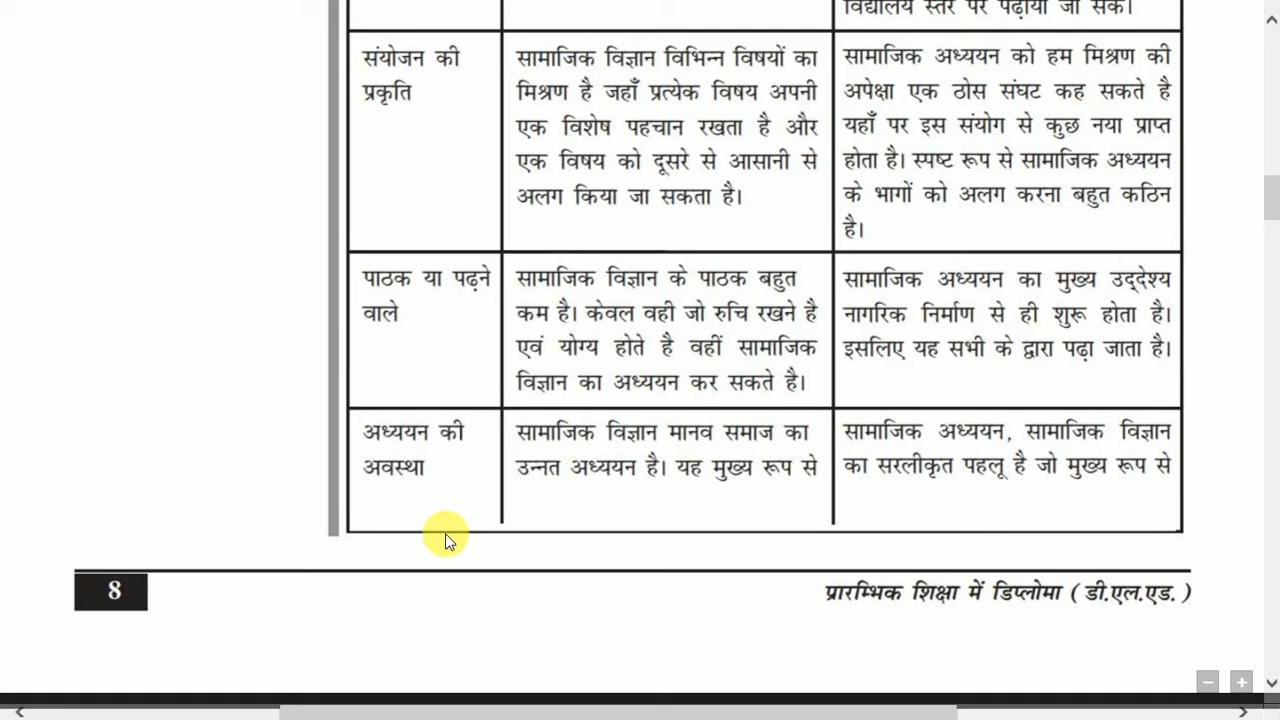 विद्यालय स्तर पर पढ़ाया जा सके।
संयोजन की
प्रकृति
सामाजिक विज्ञान विभिन्न विषयों का
मिश्रण है जहाँ प्रत्येक विषय अपनी
एक विशेष पहचान रखता है और
एक विषय को दूसरे से आसानी से
अलग किया जा सकता है।
सामाजिक अध्ययन को हम मिश्रण की
अपेक्षा एक ठोस संघट कह सकते है
यहाँ पर इस संयोग से कुछ नया प्राप्त
होता है। स्पष्ट रूप से सामाजिक अध्ययन
के भागों को अलग करना बहुत कठिन
है।
पाठक या पढ़ने
वाले
सामाजिक विज्ञान के पाठक बहुत
कम है। केवल वही जो रुचि रखने है
एवं योग्य होते है वहीं सामाजिक
विज्ञान का अध्ययन कर सकते है।
सामाजिक अध्ययन का मुख्य उद्देश्य
नागरिक निर्माण से ही शुरू होता है।
इसलिए यह सभी के द्वारा पढ़ा जाता है।
अध्ययन की
अवस्था
सामाजिक विज्ञान मानव समाज का
उन्नत अध्ययन है। यह मुख्य रूप से
सामाजिक अध्ययन, सामाजिक विज्ञान
का सरलीकृत पहलू है जो मुख्य रूप से
8
प्रारम्भिक शिक्षा में डिप्लोमा (डी.एल.एड.)